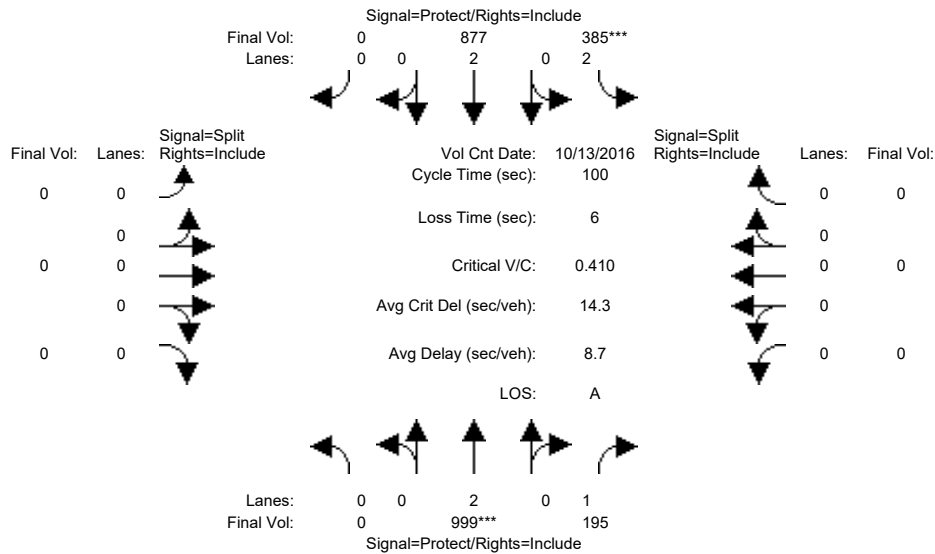 Signal=Protect/Rights=Include
Final Vol: 0 877 385***
Lanes: 0 0 2 0 2
Signal=Split
Final Vol: Lanes: Rights=Include
Vol Cnt Date: 10/13/2016
Signal=Split
Rights=Include Lanes: Final Vol:
Cycle Time (sec): 100
0 0
0 0
Loss Time (sec): 6
0
0
0 0
Critical V/C: 0.410
0 0
0
Avg Crit Del (sec/veh): 14.3
0
0 0
Avg Delay (sec/veh): 8.7
0 0
LOS: A
Lanes: 0 0 2 0 1
Final Vol: 0 999*** 195
Signal=Protect/Rights=Include